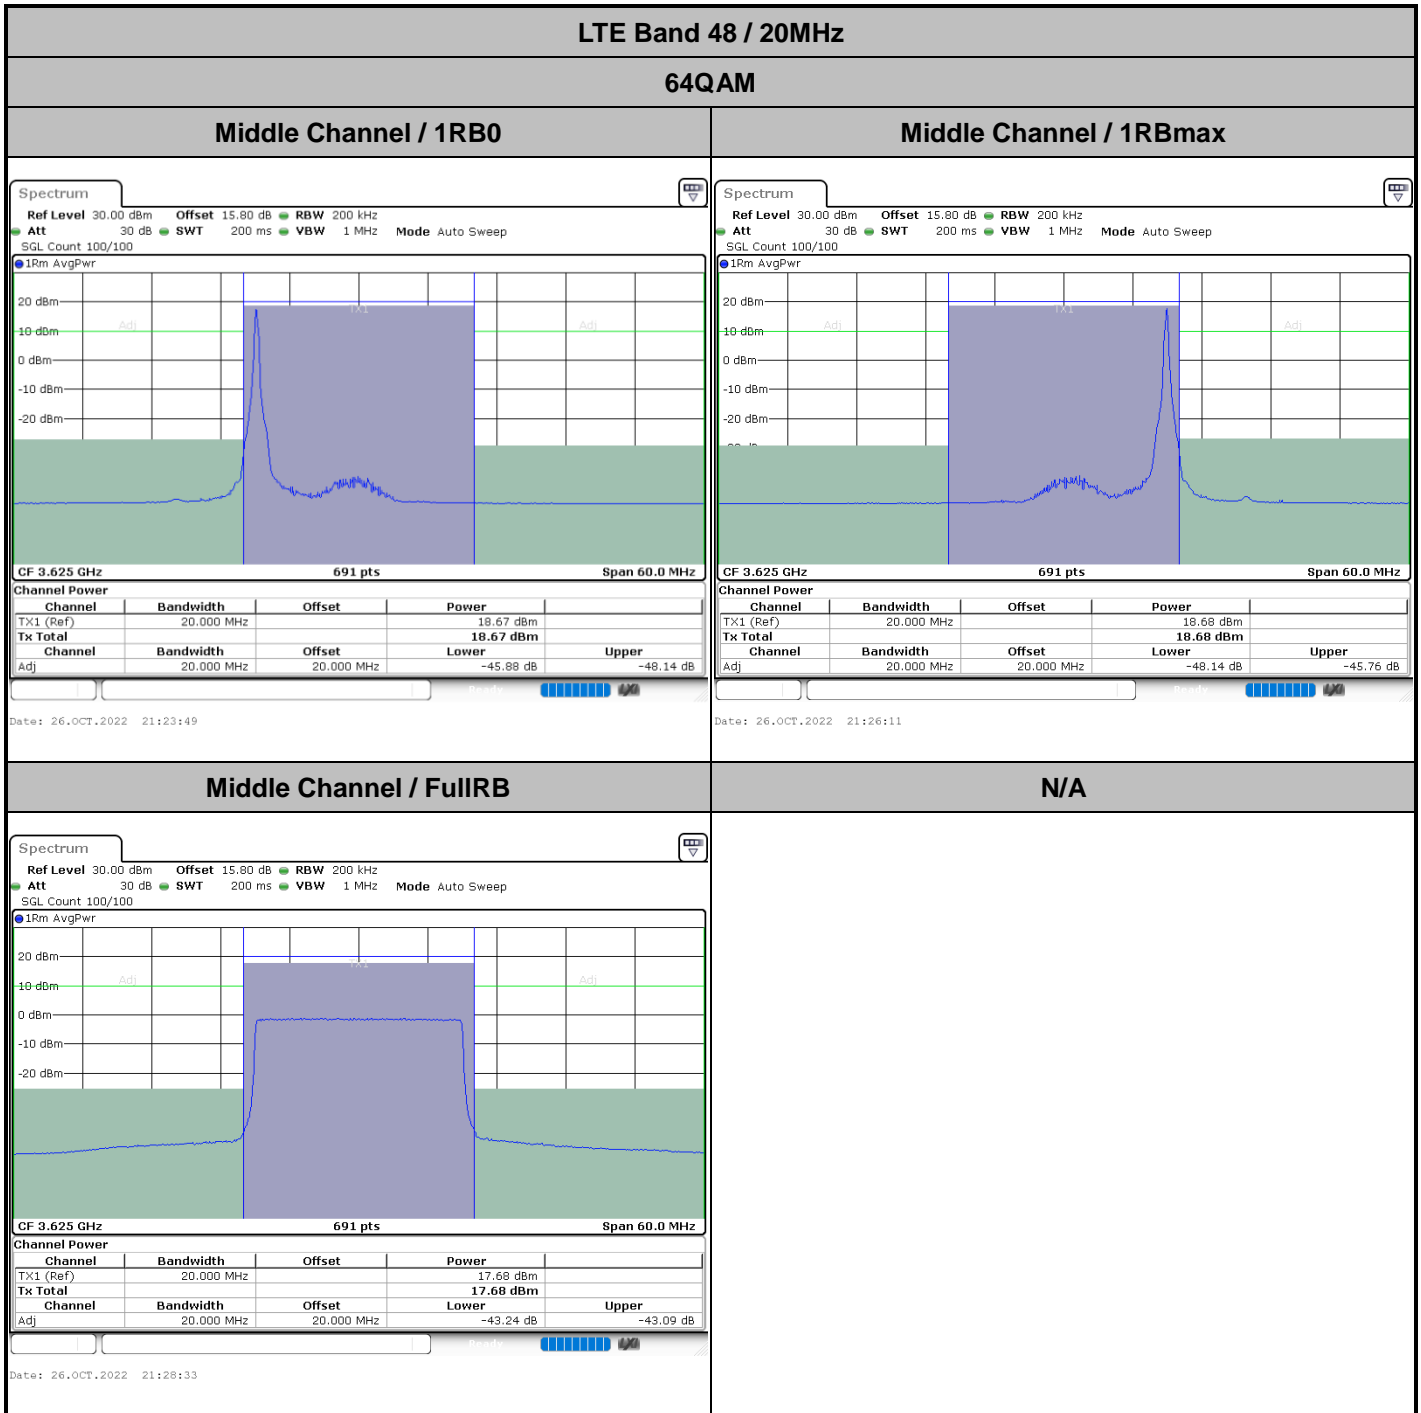 LTE Band 48 / 20MHz
64QAM
Middle Channel / 1RB0
Middle Channel / 1RBmax
Spectrum
Ref Level 30.00 dBm Offset 15.80 dB RBW 200 kHz
Att 30 dB SWT 200 ms VBW 1 MHz Mode Auto Sweep
SGL Count 100/100
1Rm AvgPwr
20 dBm
TX1
10 dBm
Adj
Adj
0 dBm
-10 dBm
-20 dBm
CF 3.625 GHz 691 pts Span 60.0 MHz
Channel Power
Channel Bandwidth Offset Power
TX1 (Ref) 20.000 MHz 18.67 dBm
Tx Total 18.67 dBm
Channel Bandwidth Offset Lower Upper
Adj 20.000 MHz 20.000 MHz -45.88 dB -48.14 dB
Ready
Date: 26.OCT.2022 21:23:49
Spectrum
Ref Level 30.00 dBm Offset 15.80 dB RBW 200 kHz
Att 30 dB SWT 200 ms VBW 1 MHz Mode Auto Sweep
SGL Count 100/100
1Rm AvgPwr
20 dBm
TX1
10 dBm
Adj
Adj
0 dBm
-10 dBm
-20 dBm
CF 3.625 GHz 691 pts Span 60.0 MHz
Channel Power
Channel Bandwidth Offset Power
TX1 (Ref) 20.000 MHz 18.68 dBm
Tx Total 18.68 dBm
Channel Bandwidth Offset Lower Upper
Adj 20.000 MHz 20.000 MHz -48.14 dB -45.76 dB
Ready
Date: 26.OCT.2022 21:26:11
Middle Channel / FullRB
N/A
Spectrum
Ref Level 30.00 dBm Offset 15.80 dB RBW 200 kHz
Att 30 dB SWT 200 ms VBW 1 MHz Mode Auto Sweep
SGL Count 100/100
1Rm AvgPwr
20 dBm
TX1
10 dBm
Adj
Adj
0 dBm
-10 dBm
-20 dBm
CF 3.625 GHz 691 pts Span 60.0 MHz
Channel Power
Channel Bandwidth Offset Power
TX1 (Ref) 20.000 MHz 17.68 dBm
Tx Total 17.68 dBm
Channel Bandwidth Offset Lower Upper
Adj 20.000 MHz 20.000 MHz -43.24 dB -43.09 dB
Ready
Date: 26.OCT.2022 21:28:33